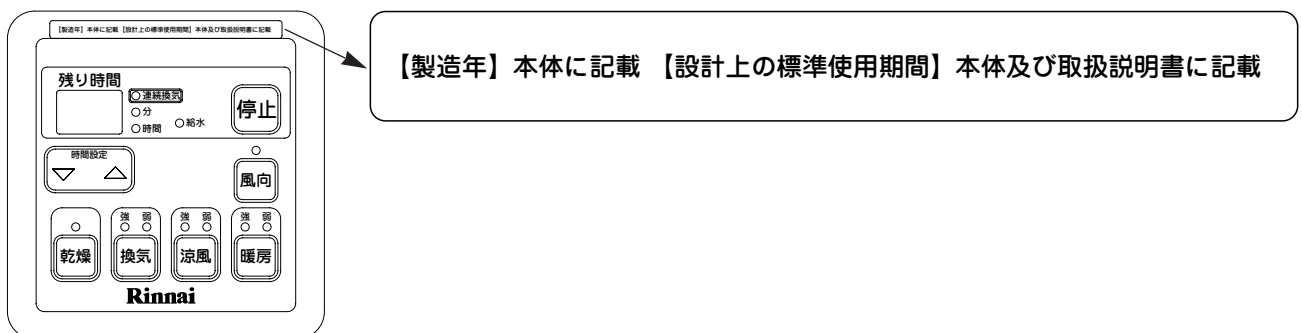 【製造年】本体に記載 【設計上の標準使用期間】本体及び取扱説明書に記載
【製造年】本体に記載 【設計上の標準使用期間】本体及び取扱説明書に記載
残り時間
連続換気
分
時間
給水
停止
時間設定
風向
強 弱
強 弱
強 弱
乾燥
換気
涼風
暖房
Rinnai